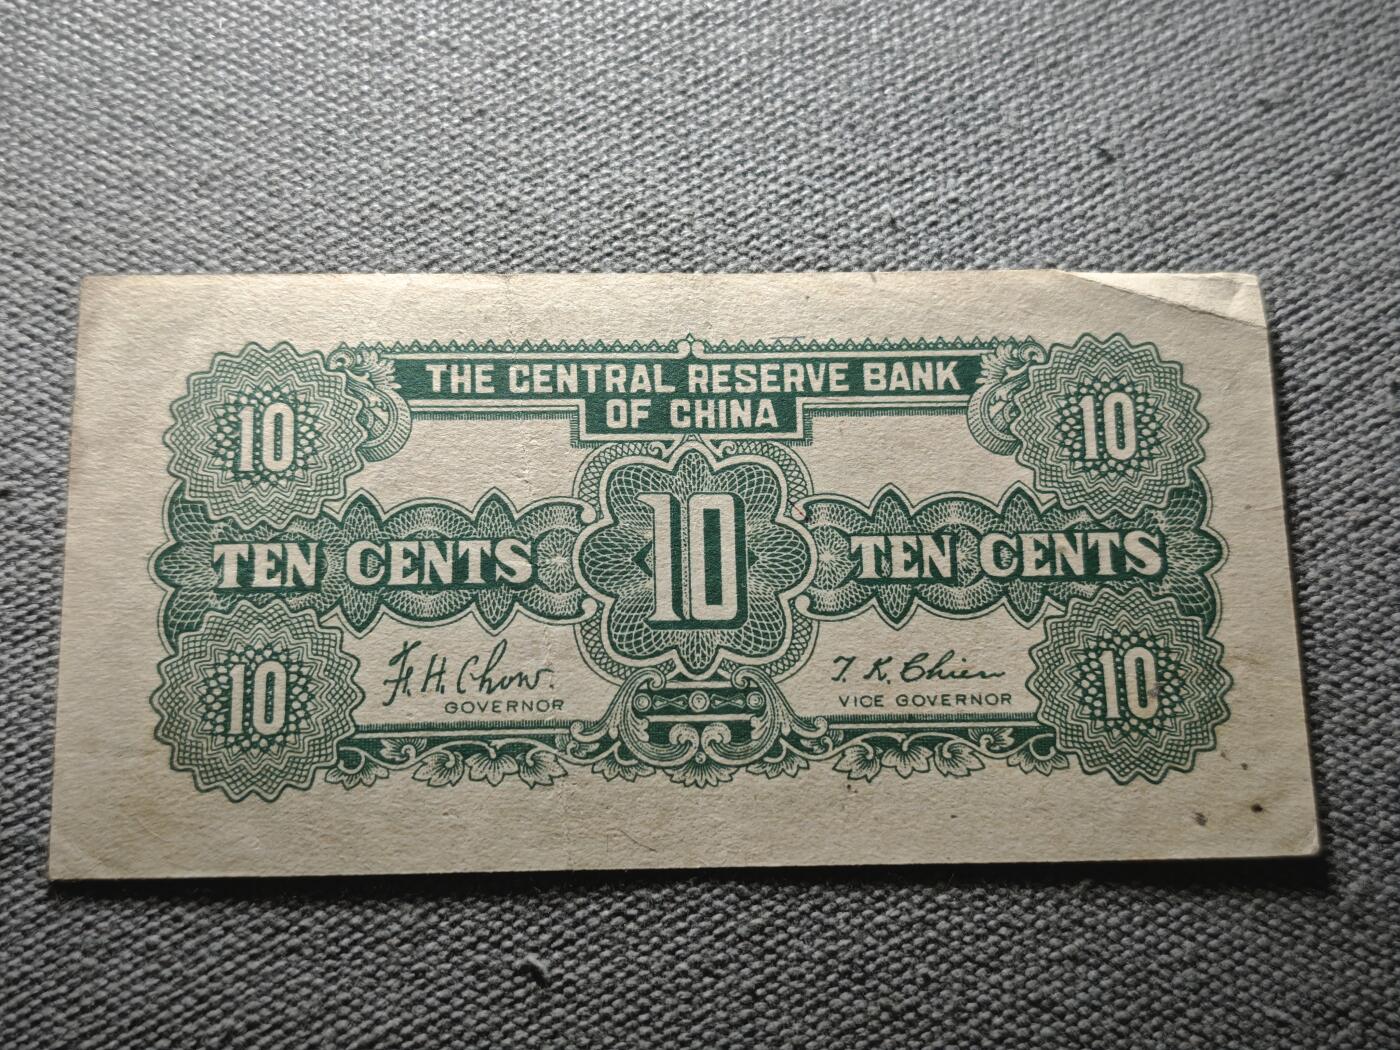 THE CENTRAL RESERVE BANK
OF CHINA
10 10
10
TEN CENTS TEN CENTS
F. H. Chow.
GOVERNOR
T. K. Chien
VICE GOVERNOR
10 10